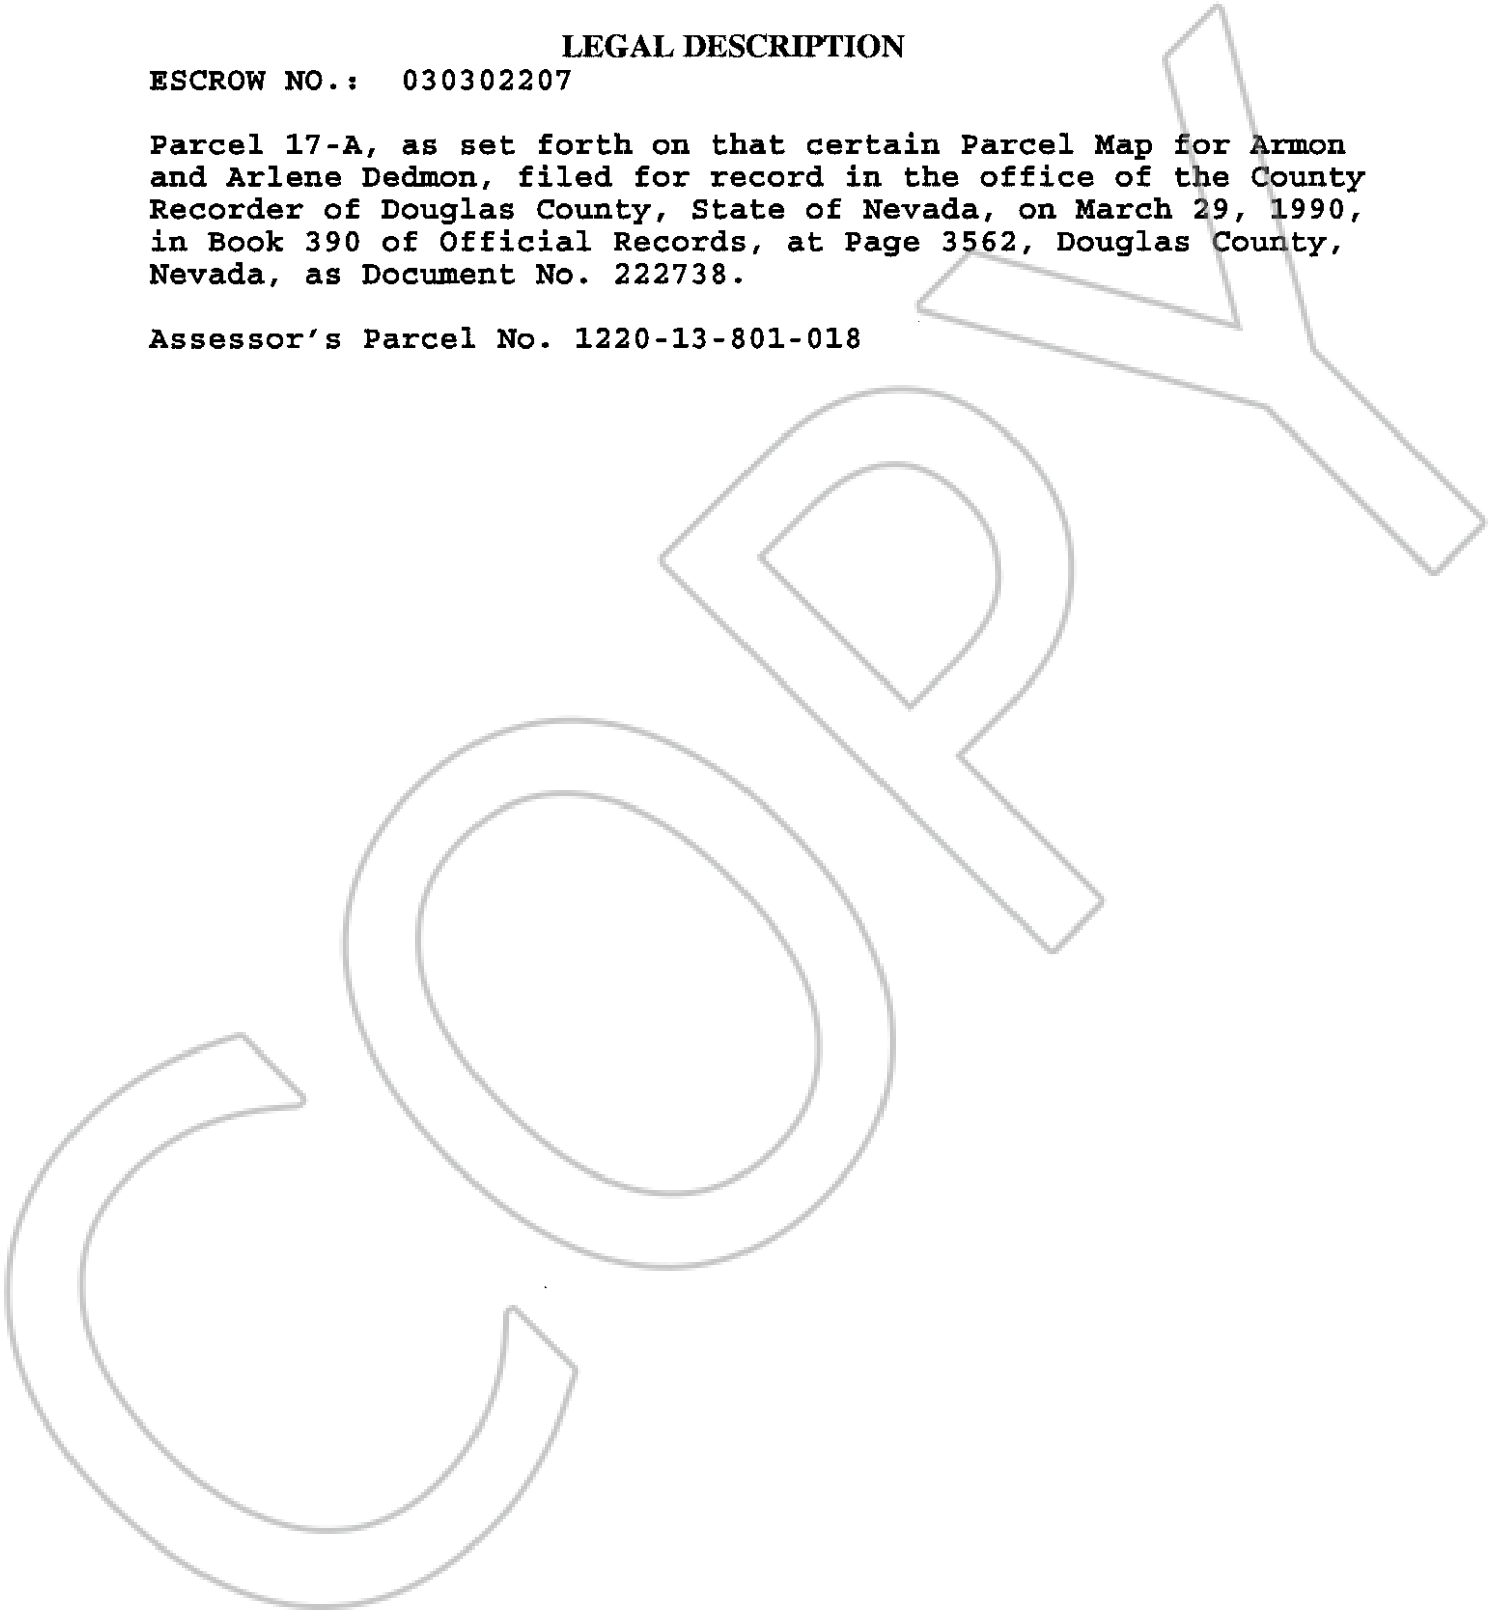 LEGAL DESCRIPTION
ESCROW NO.: 030302207
Parcel 17-A, as set forth on that certain Parcel Map for Armon
and Arlene Dedmon, filed for record in the office of the County
Recorder of Douglas County, State of Nevada, on March 29, 1990,
in Book 390 of Official Records, at Page 3562, Douglas County,
Nevada, as Document No. 222738.
Assessor's Parcel No. 1220-13-801-018
COPY